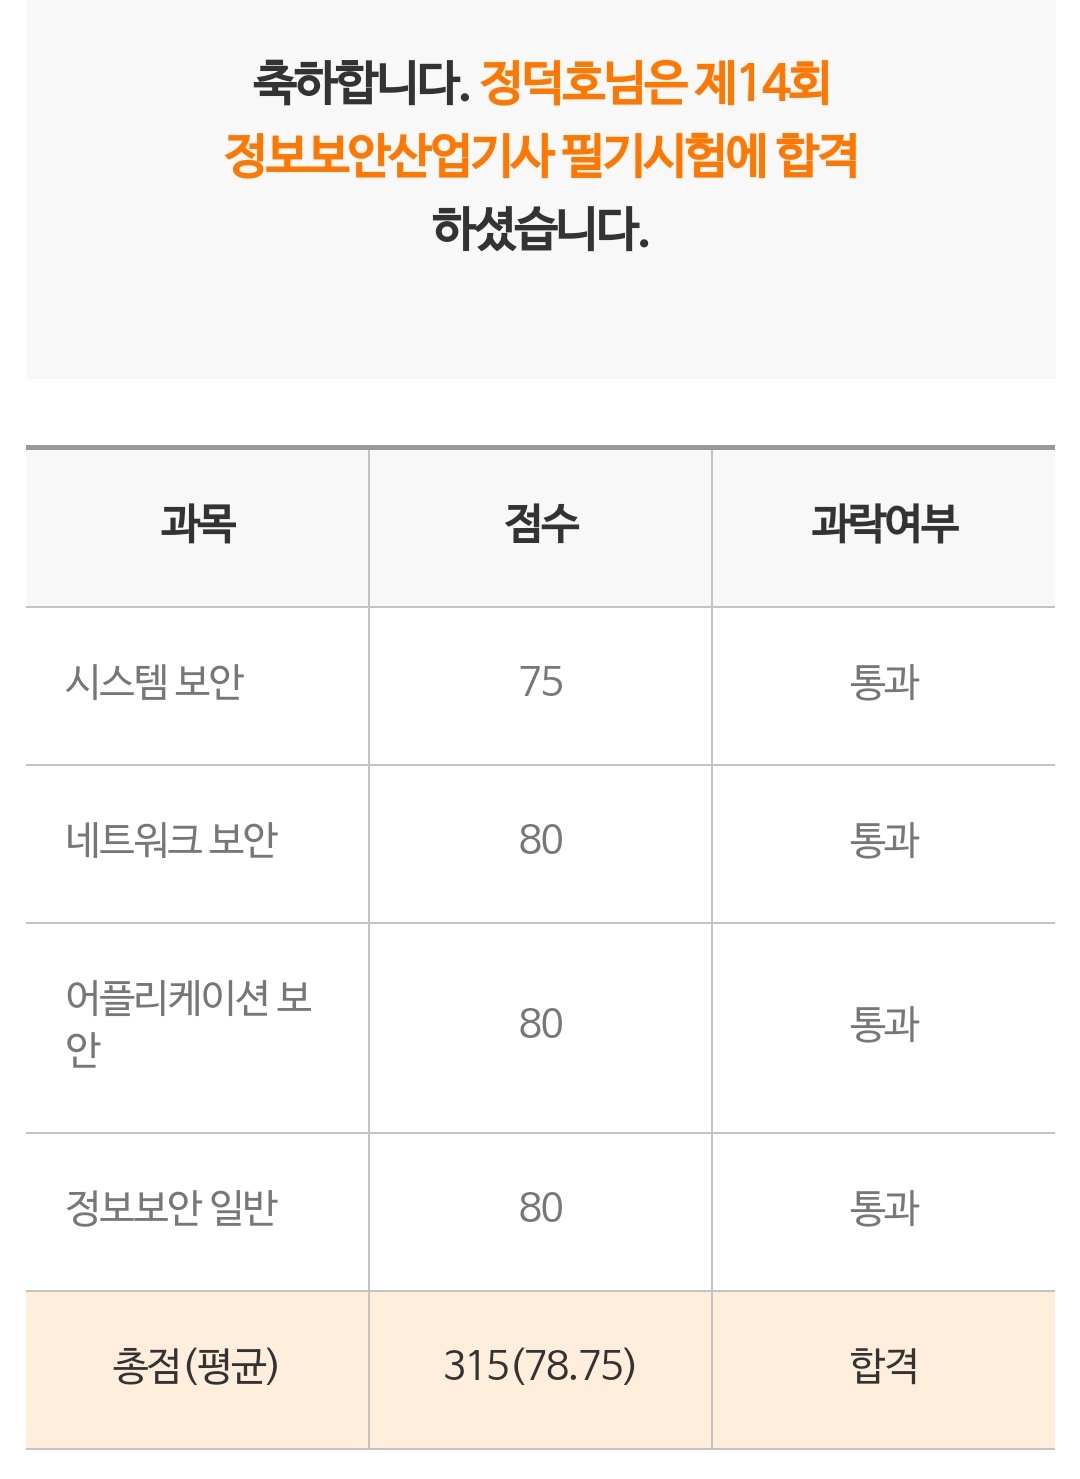 축하합니다. 정덕호님은 제14회
정보보안산업기사 필기시험에 합격
하셨습니다.
과목 점수 과락여부
시스템 보안 75 통과
네트워크 보안 80 통과
어플리케이션 보
안 80 통과
정보보안 일반 80 통과
총점(평균) 315(78.75) 합격